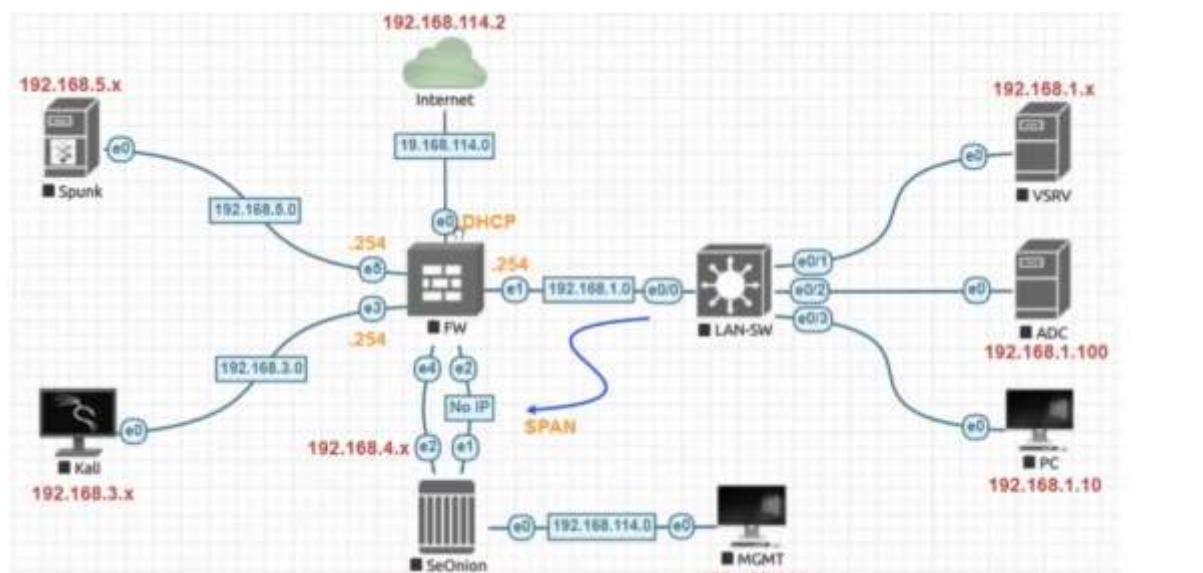 192.168.114.2
Internet
19.168.114.0
192.168.5.x
e0
Spunk
192.168.5.0
.254
e5
e0
DHCP
.254
e1
192.168.1.0
e0/0
FW
LAN-SW
e0/1
e0/2
e0/3
192.168.1.x
e0
VSRV
e0
ADC
192.168.1.100
e0
PC
192.168.1.10
e3
.254
192.168.3.0
e0
Kali
192.168.3.x
e4
e2
No IP
SPAN
192.168.4.x
e2
e1
SeOnion
e0
192.168.114.0
e0
MGMT